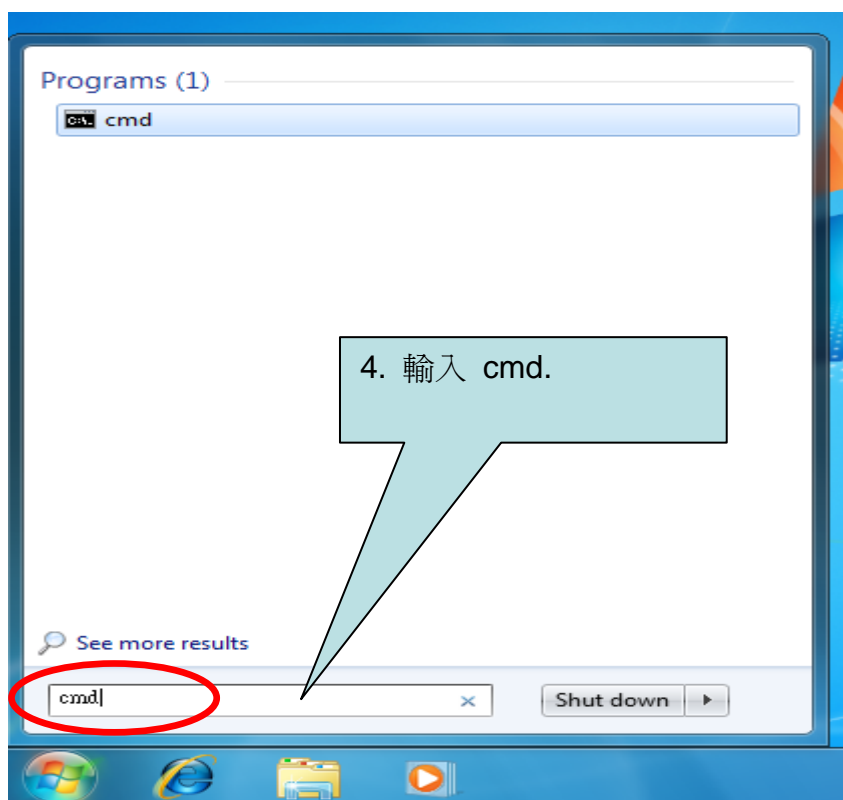 Programs (1)
cmd
4. 輸入 cmd.
See more results
cmd
Shut down